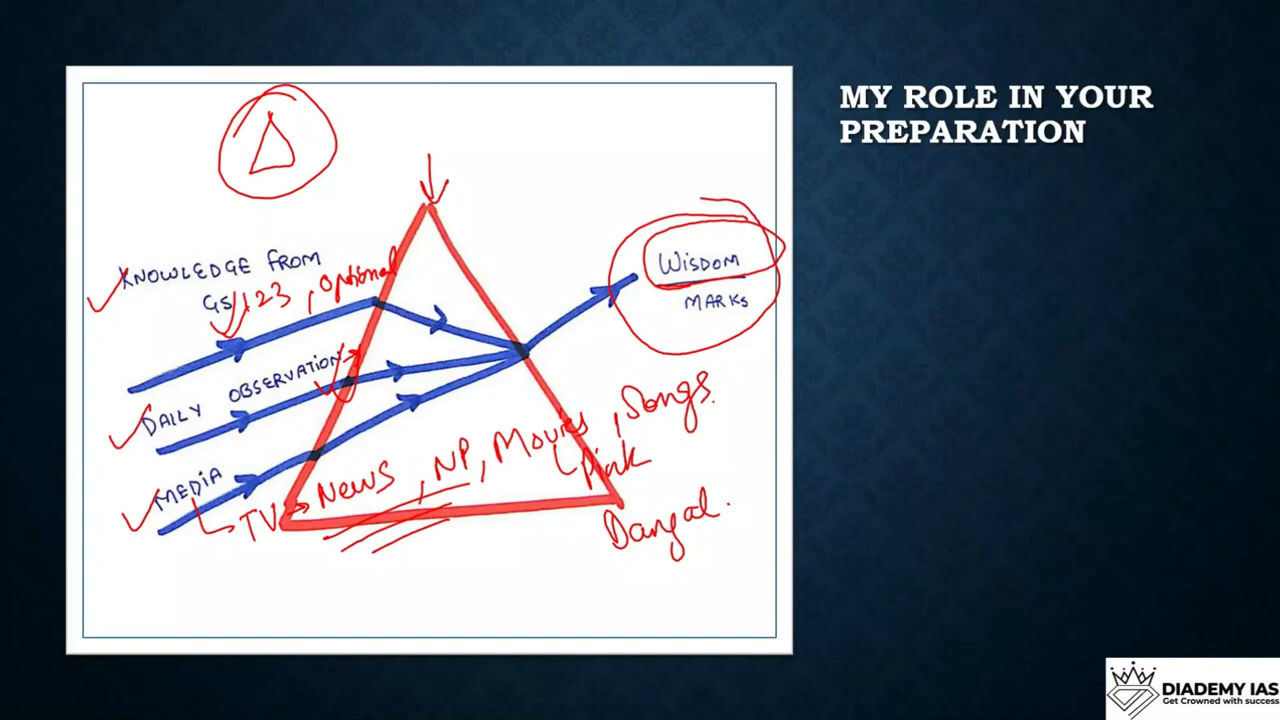 MY ROLE IN YOUR
PREPARATION
KNOWLEDGE FROM
GS 123, Optional
DAILY OBSERVATION
MEDIA
TV → News, NP, Movies, Songs.
Pink
Dangal.
WISDOM
MARKS
DIADEMY IAS
Get Crowned with success